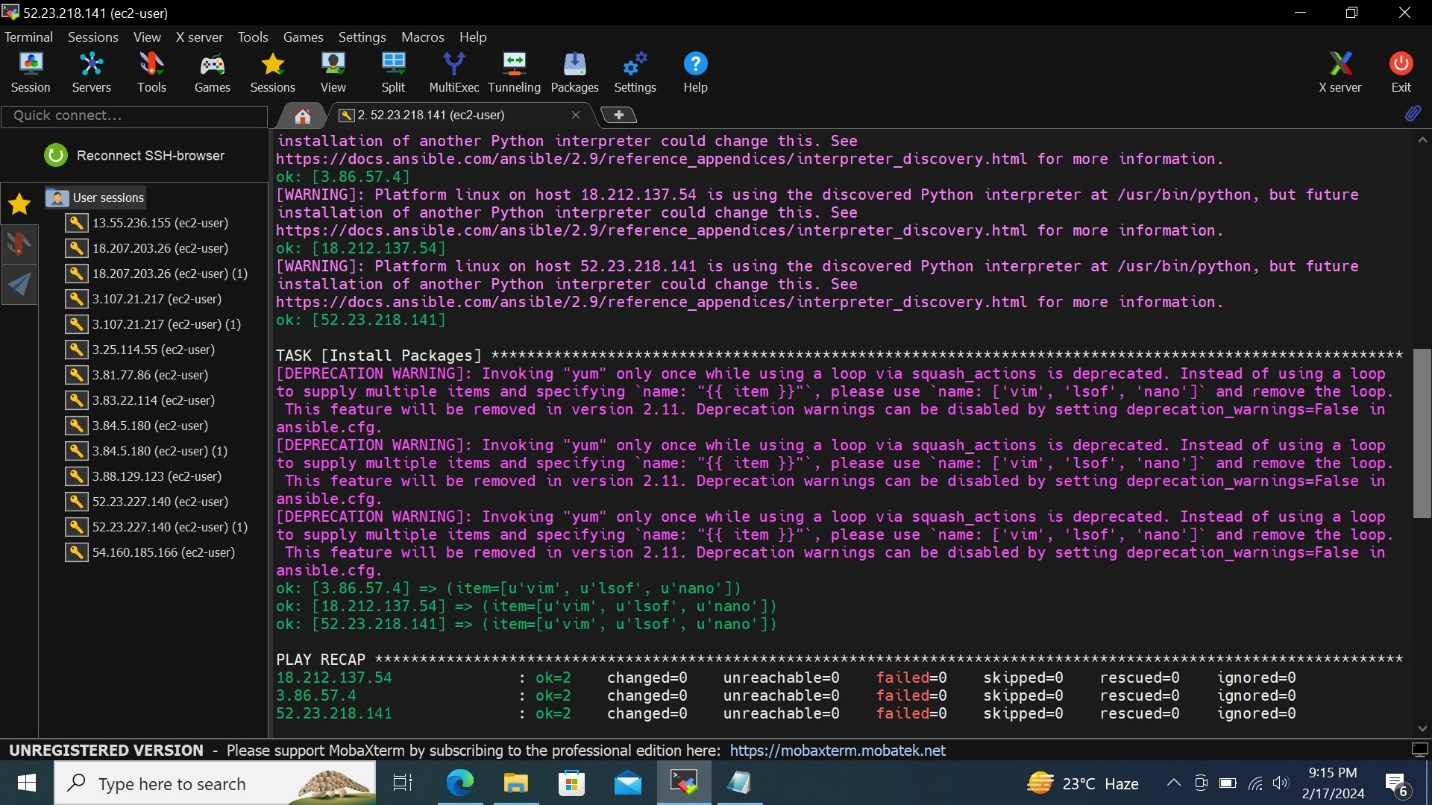 52.23.218.141 (ec2-user)
Terminal Sessions View X server Tools Games Settings Macros Help
Session Servers Tools Games Sessions View Split MultiExec Tunneling Packages Settings Help X server Exit
Quick connect...
2. 52.23.218.141 (ec2-user)
Reconnect SSH-browser
User sessions
13.55.236.155 (ec2-user)
18.207.203.26 (ec2-user)
18.207.203.26 (ec2-user) (1)
3.107.21.217 (ec2-user)
3.107.21.217 (ec2-user) (1)
3.25.114.55 (ec2-user)
3.81.77.86 (ec2-user)
3.83.22.114 (ec2-user)
3.84.5.180 (ec2-user)
3.84.5.180 (ec2-user) (1)
3.88.129.123 (ec2-user)
52.23.227.140 (ec2-user)
52.23.227.140 (ec2-user) (1)
54.160.185.166 (ec2-user)
installation of another Python interpreter could change this. See
https://docs.ansible.com/ansible/2.9/reference_appendices/interpreter_discovery.html for more information.
ok: [3.86.57.4]
[WARNING]: Platform linux on host 18.212.137.54 is using the discovered Python interpreter at /usr/bin/python, but future
installation of another Python interpreter could change this. See
https://docs.ansible.com/ansible/2.9/reference_appendices/interpreter_discovery.html for more information.
ok: [18.212.137.54]
[WARNING]: Platform linux on host 52.23.218.141 is using the discovered Python interpreter at /usr/bin/python, but future
installation of another Python interpreter could change this. See
https://docs.ansible.com/ansible/2.9/reference_appendices/interpreter_discovery.html for more information.
ok: [52.23.218.141]
TASK [Install Packages] ******************************************************************************************************
[DEPRECATION WARNING]: Invoking "yum" only once while using a loop via squash_actions is deprecated. Instead of using a loop
to supply multiple items and specifying `name: "{{ item }}"`, please use `name: ['vim', 'lsof', 'nano']` and remove the loop.
This feature will be removed in version 2.11. Deprecation warnings can be disabled by setting deprecation_warnings=False in
ansible.cfg.
[DEPRECATION WARNING]: Invoking "yum" only once while using a loop via squash_actions is deprecated. Instead of using a loop
to supply multiple items and specifying `name: "{{ item }}"`, please use `name: ['vim', 'lsof', 'nano']` and remove the loop.
This feature will be removed in version 2.11. Deprecation warnings can be disabled by setting deprecation_warnings=False in
ansible.cfg.
[DEPRECATION WARNING]: Invoking "yum" only once while using a loop via squash_actions is deprecated. Instead of using a loop
to supply multiple items and specifying `name: "{{ item }}"`, please use `name: ['vim', 'lsof', 'nano']` and remove the loop.
This feature will be removed in version 2.11. Deprecation warnings can be disabled by setting deprecation_warnings=False in
ansible.cfg.
ok: [3.86.57.4] => (item=[u'vim', u'lsof', u'nano'])
ok: [18.212.137.54] => (item=[u'vim', u'lsof', u'nano'])
ok: [52.23.218.141] => (item=[u'vim', u'lsof', u'nano'])
PLAY RECAP *******************************************************************************************************************
18.212.137.54 : ok=2 changed=0 unreachable=0 failed=0 skipped=0 rescued=0 ignored=0
3.86.57.4 : ok=2 changed=0 unreachable=0 failed=0 skipped=0 rescued=0 ignored=0
52.23.218.141 : ok=2 changed=0 unreachable=0 failed=0 skipped=0 rescued=0 ignored=0
UNREGISTERED VERSION - Please support MobaXterm by subscribing to the professional edition here: https://mobaxterm.mobatek.net
Type here to search
23°C Haze
9:15 PM
2/17/2024
6